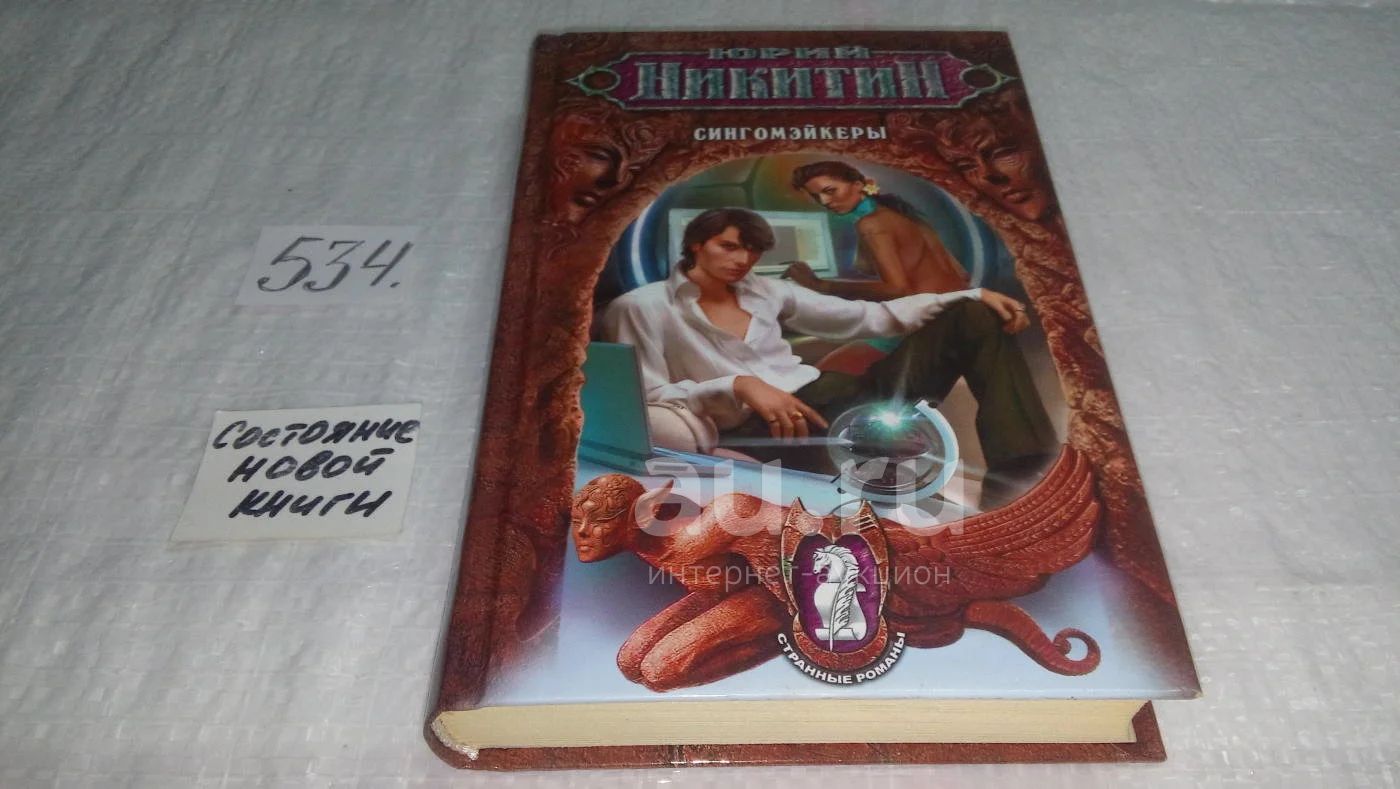 ЮРИЙ
НИКИТИН
СИНГОМЭЙКЕРЫ
534.
Состояние
новой
книги
au.ru
интернет-аукцион
СТРАННЫЕ РОМАНЫ